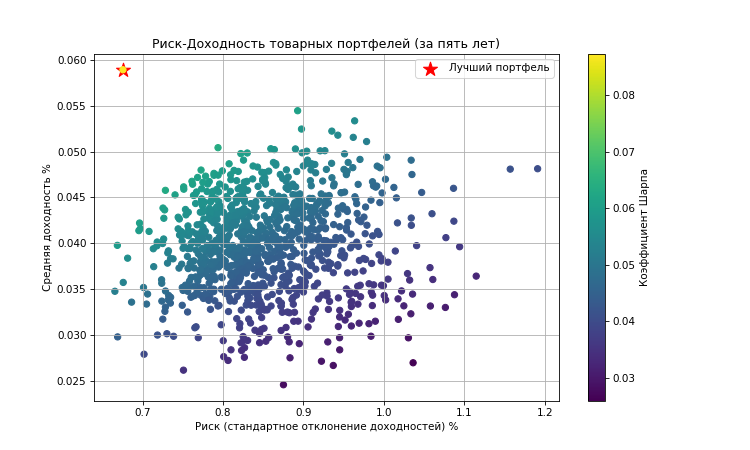 Риск-Доходность товарных портфелей (за пять лет)
Лучший портфель
Средняя доходность %
0.060
0.055
0.050
0.045
0.040
0.035
0.030
0.025
0.7 0.8 0.9 1.0 1.1 1.2
Риск (стандартное отклонение доходностей) %
0.08
0.07
0.06
0.05
0.04
0.03
Коэффициент Шарпа